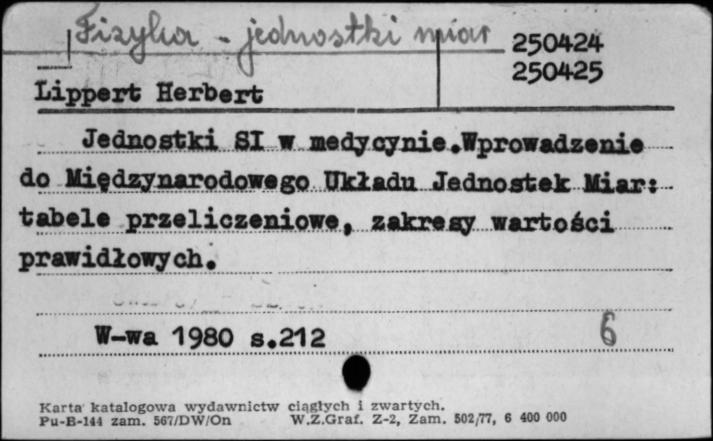 Fizyka - jednostki miar
250424
250425
Lippert Herbert
Jednostki SI w medycynie.Wprowadzenie
do Międzynarodowego Układu Jednostek Miar:
tabele przeliczeniowe, zakresy wartości
prawidłowych.
W-wa 1980 s.212
6
Karta katalogowa wydawnictw ciągłych i zwartych.
Pu-B-144 zam. 567/DW/On W.Z.Graf. Z-2, Zam. 502/77, 6 400 000